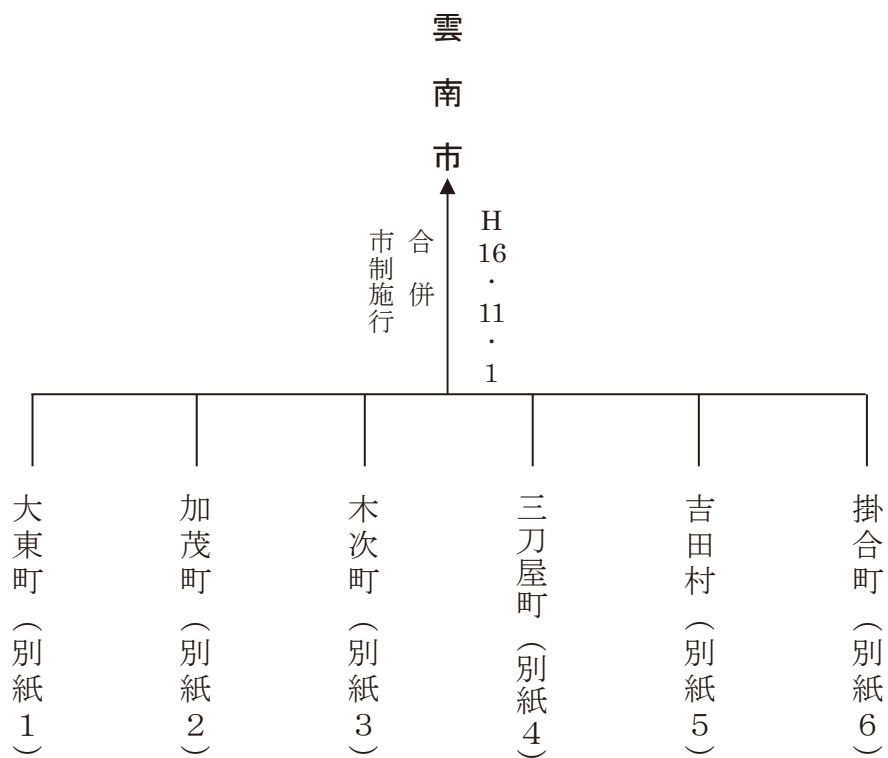 雲南市
H16・11・1
合併
市制施行
大東町（別紙1）
加茂町（別紙2）
木次町（別紙3）
三刀屋町（別紙4）
吉田村（別紙5）
掛合町（別紙6）